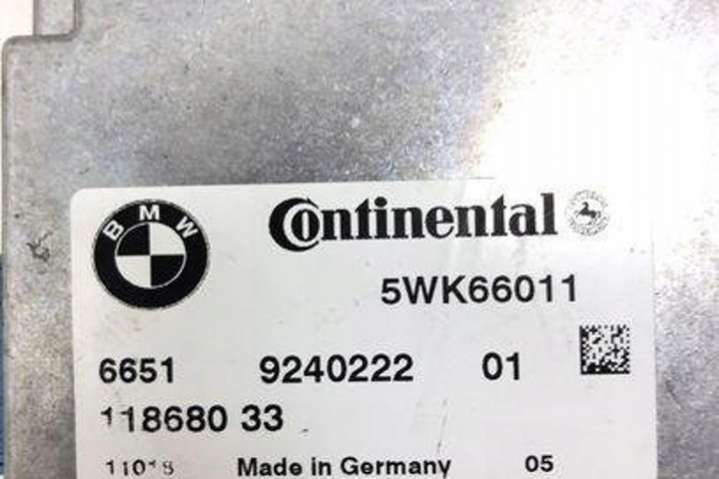 BMW
Continental
5WK66011
6651 9240222 01
118680 33
Made in Germany 05